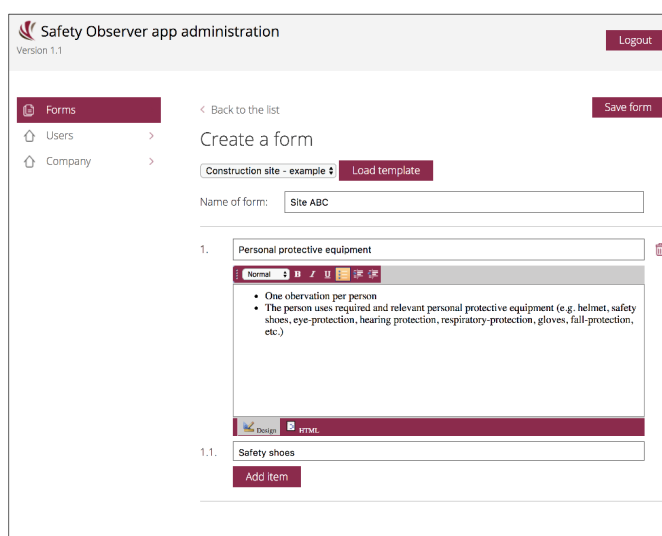 Safety Observer app administration
Version 1.1
Logout
Forms
Users
Company
< Back to the list
Save form
Create a form
Construction site - example
Load template
Name of form:
Site ABC
1.
Personal protective equipment
Normal B I U
• One obervation per person
• The person uses required and relevant personal protective equipment (e.g. helmet, safety
shoes, eye-protection, hearing protection, respiratory-protection, gloves, fall-protection,
etc.)
Design HTML
1.1.
Safety shoes
Add item